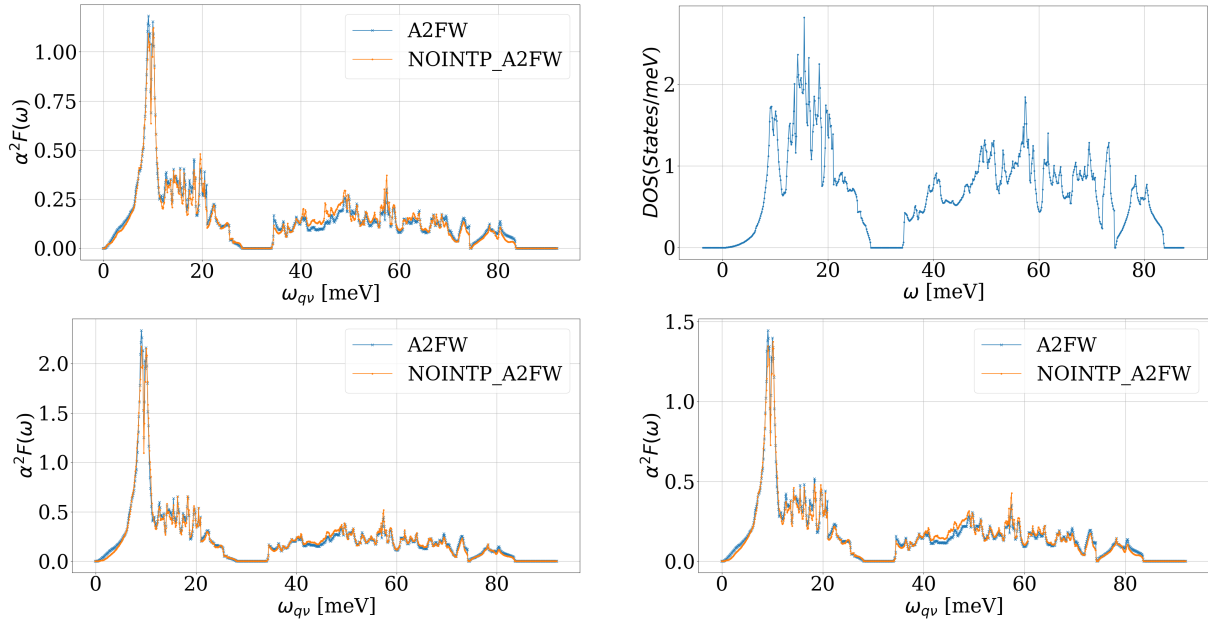 1.00
0.75
0.50
0.25
0.00
α²F(ω)
A2FW
NOINTP_A2FW
0 20 40 60 80
ω_qν [meV]
2
1
0
DOS(States/meV)
0 20 40 60 80
ω [meV]
2.0
1.5
1.0
0.5
0.0
α²F(ω)
A2FW
NOINTP_A2FW
0 20 40 60 80
ω_qν [meV]
1.5
1.0
0.5
0.0
α²F(ω)
A2FW
NOINTP_A2FW
0 20 40 60 80
ω_qν [meV]